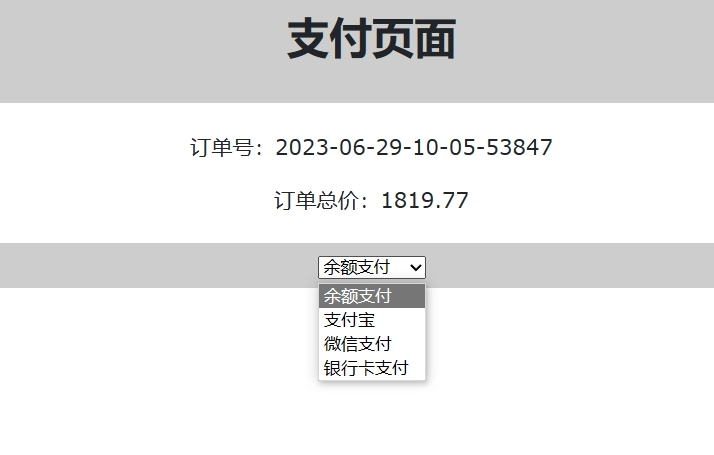 支付页面
订单号：2023-06-29-10-05-53847
订单总价：1819.77
余额支付
余额支付
支付宝
微信支付
银行卡支付